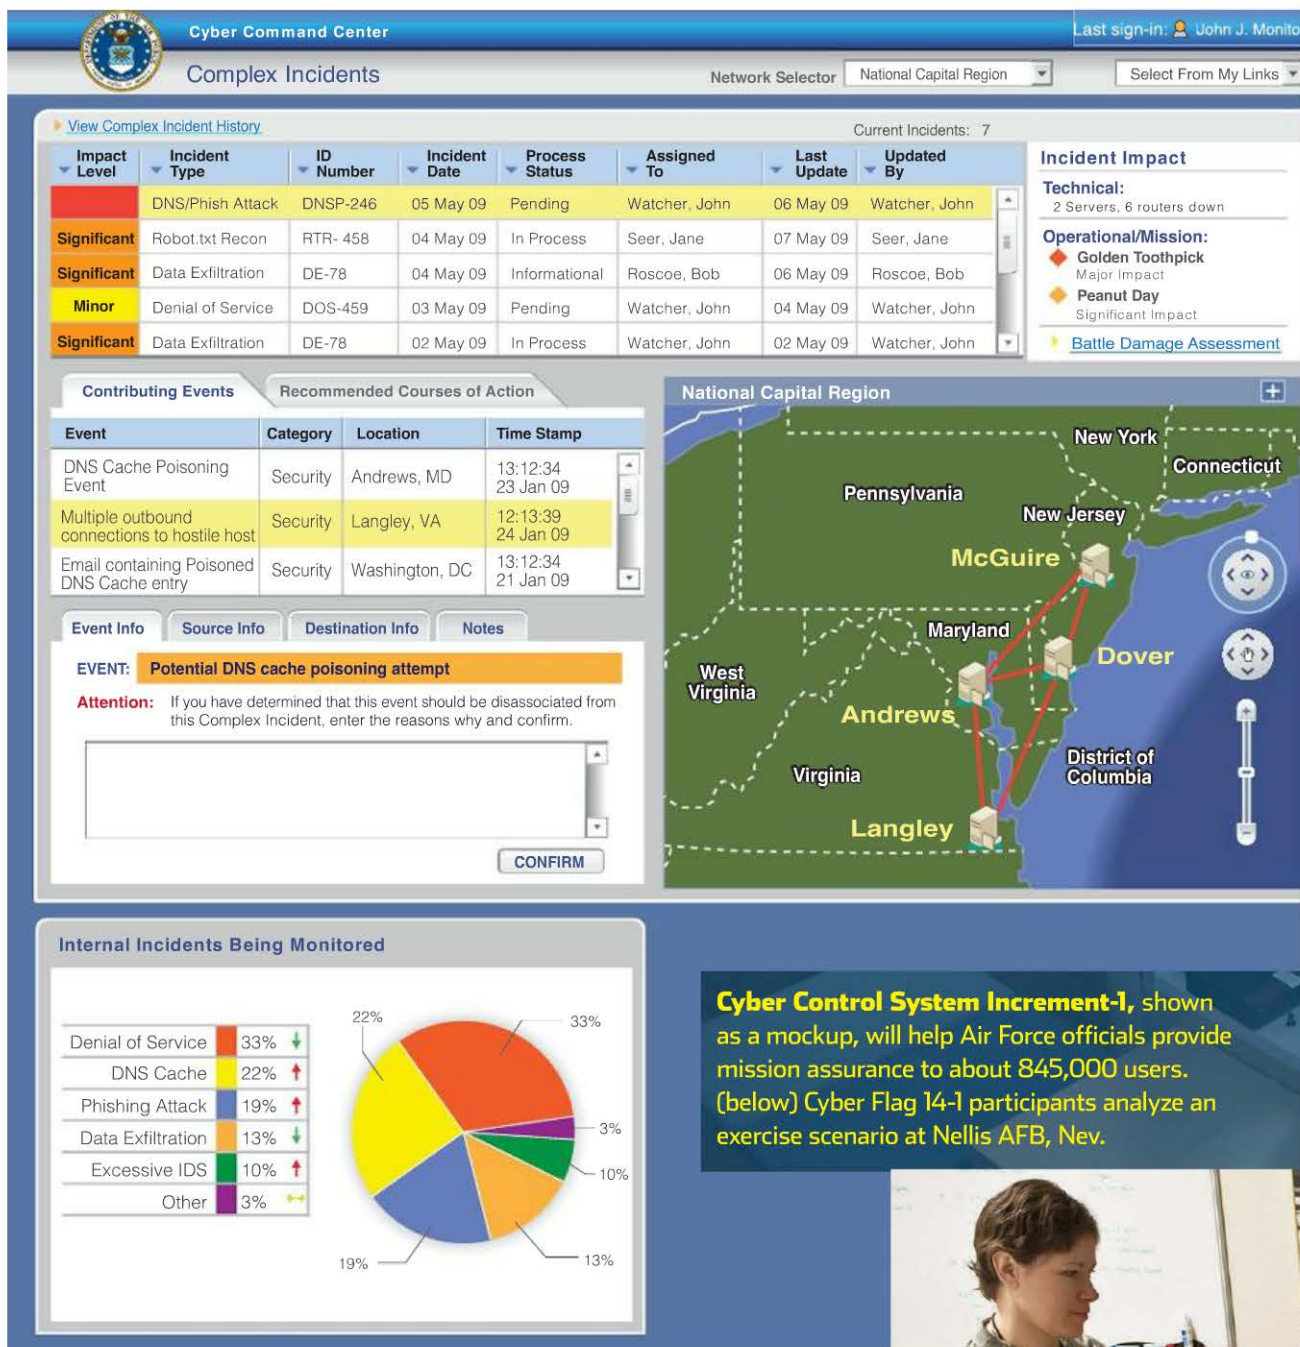 Cyber Command Center
Last sign-in: John J. Monito
Complex Incidents
Network Selector National Capital Region
Select From My Links
View Complex Incident History
Current Incidents: 7
Impact Level Incident Type ID Number Incident Date Process Status Assigned To Last Update Updated By
DNS/Phish Attack DNSP-246 05 May 09 Pending Watcher, John 06 May 09 Watcher, John
Significant Robot.txt Recon RTR- 458 04 May 09 In Process Seer, Jane 07 May 09 Seer, Jane
Significant Data Exfiltration DE-78 04 May 09 Informational Roscoe, Bob 06 May 09 Roscoe, Bob
Minor Denial of Service DOS-459 03 May 09 Pending Watcher, John 04 May 09 Watcher, John
Significant Data Exfiltration DE-78 02 May 09 In Process Watcher, John 02 May 09 Watcher, John
Incident Impact
Technical:
2 Servers, 6 routers down
Operational/Mission:
Golden Toothpick
Major Impact
Peanut Day
Significant Impact
Battle Damage Assessment
Contributing Events Recommended Courses of Action
Event Category Location Time Stamp
DNS Cache Poisoning
Event
Security Andrews, MD
13:12:34
23 Jan 09
Multiple outbound
connections to hostile host
Security Langley, VA
12:13:39
24 Jan 09
Email containing Poisoned
DNS Cache entry
Security Washington, DC
13:12:34
21 Jan 09
Event Info Source Info Destination Info Notes
EVENT: Potential DNS cache poisoning attempt
Attention: If you have determined that this event should be disassociated from
this Complex Incident, enter the reasons why and confirm.
CONFIRM
National Capital Region
New York
Connecticut
Pennsylvania
New Jersey
McGuire
Maryland
Dover
West
Virginia
Andrews
District of
Columbia
Virginia
Langley
Internal Incidents Being Monitored
Denial of Service 33%
DNS Cache 22%
Phishing Attack 19%
Data Exfiltration 13%
Excessive IDS 10%
Other 3%
22%
33%
3%
10%
13%
19%
Cyber Control System Increment-1, shown
as a mockup, will help Air Force officials provide
mission assurance to about 845,000 users.
(below) Cyber Flag 14-1 participants analyze an
exercise scenario at Nellis AFB, Nev.